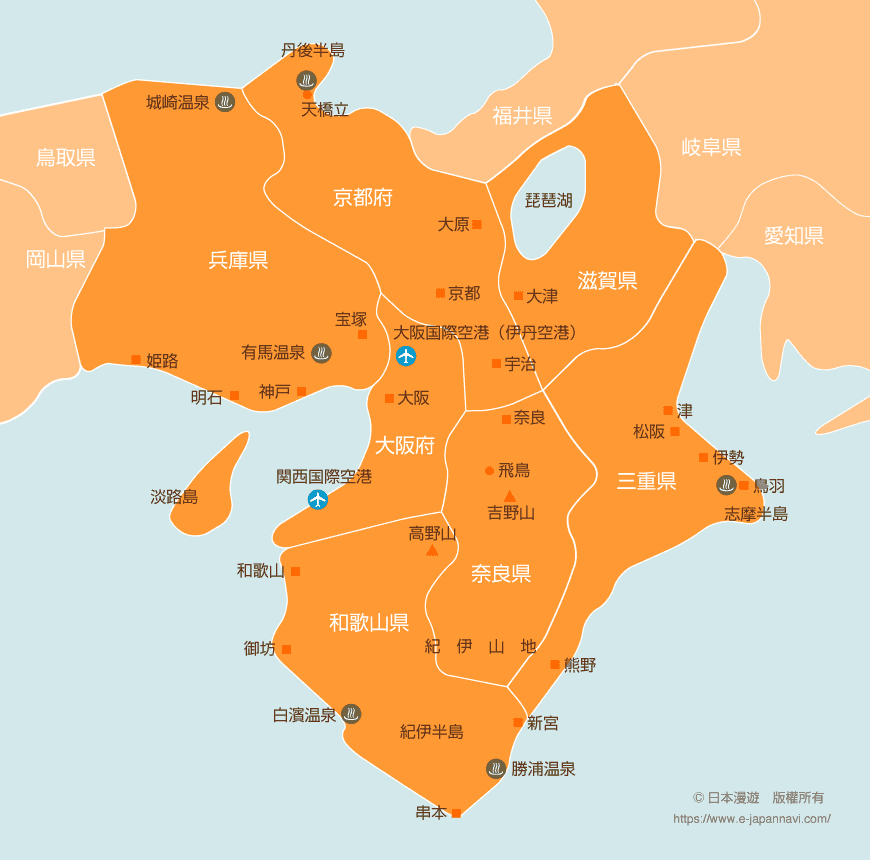 丹後半島
城崎温泉
天橋立
福井県
岐阜県
鳥取県
京都府
琵琶湖
大原
愛知県
岡山県
兵庫県
滋賀県
京都
大津
宝塚
大阪国際空港（伊丹空港）
有馬温泉
姫路
宇治
明石
神戸
大阪
奈良
津
松阪
大阪府
伊勢
関西国際空港
飛鳥
三重県
鳥羽
淡路島
吉野山
志摩半島
高野山
和歌山
奈良県
和歌山県
御坊
紀 伊 山 地
熊野
白濱温泉
新宮
紀伊半島
勝浦温泉
串本
© 日本漫遊　版權所有
https://www.e-japannavi.com/